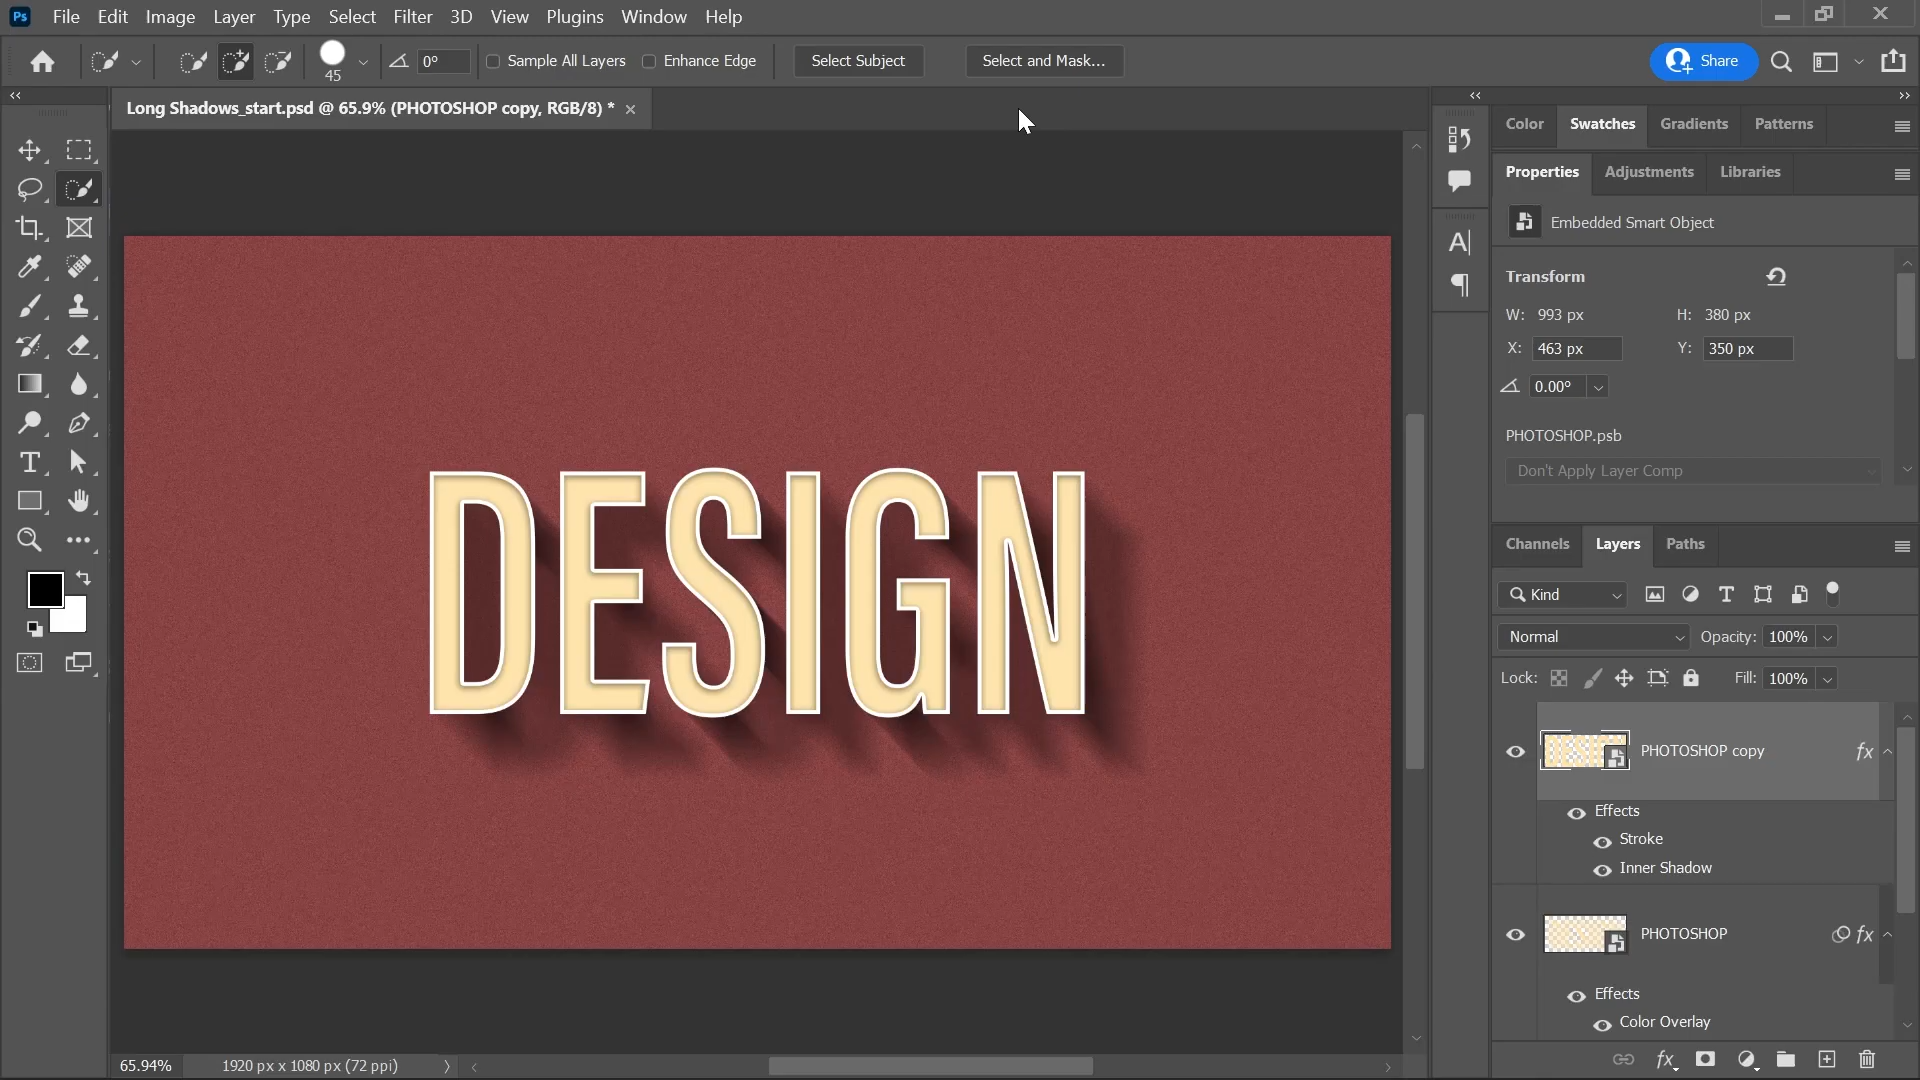 Ps File Edit Image Layer Type Select Filter 3D View Plugins Window Help
45 0° Sample All Layers Enhance Edge Select Subject Select and Mask... Share
Long Shadows_start.psd @ 65.9% (PHOTOSHOP copy, RGB/8) *
Color Swatches Gradients Patterns
Properties Adjustments Libraries
Embedded Smart Object
Transform
W: 993 px H: 380 px
X: 463 px Y: 350 px
0.00°
PHOTOSHOP.psb
Don't Apply Layer Comp
DESIGN
Channels Layers Paths
Kind
Normal Opacity: 100%
Lock: Fill: 100%
PHOTOSHOP copy fx
Effects
Stroke
Inner Shadow
PHOTOSHOP fx
Effects
Color Overlay
65.94% 1920 px x 1080 px (72 ppi)
fx